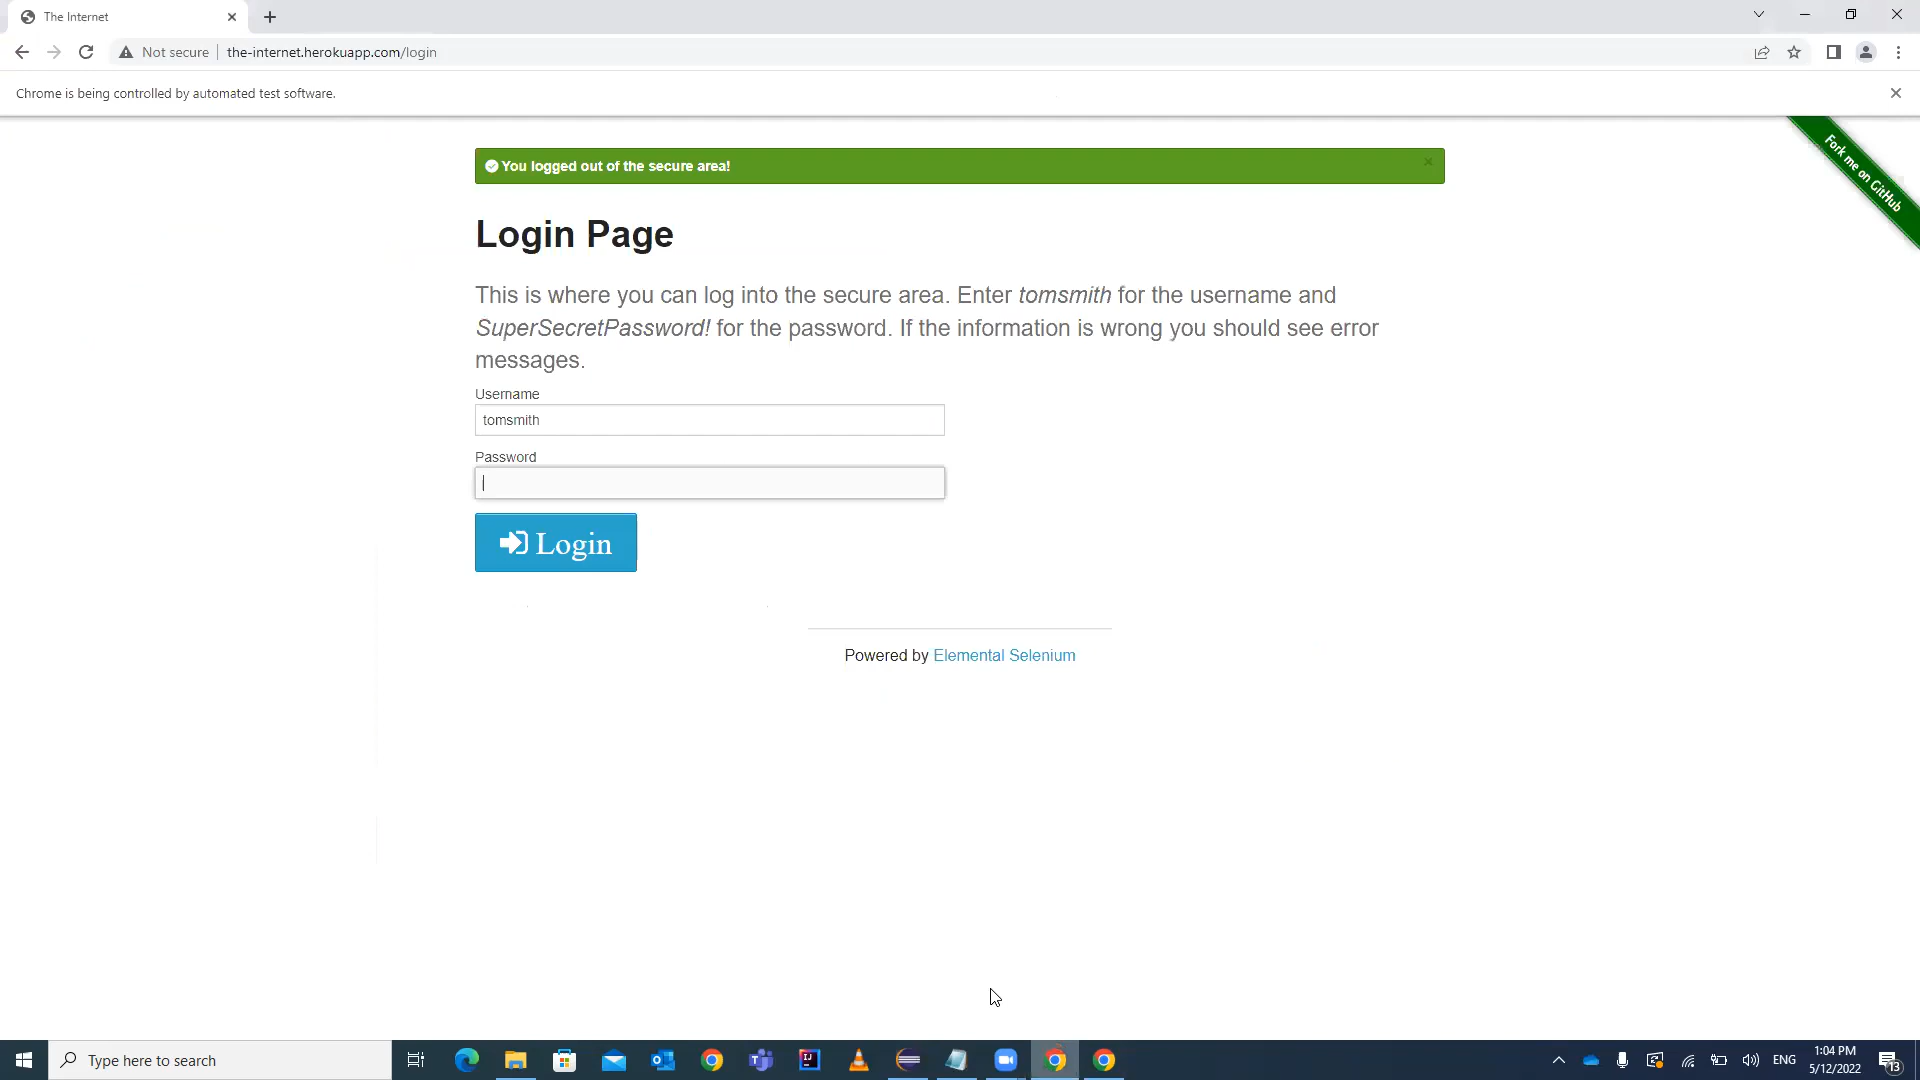 The Internet
Not secure
the-internet.herokuapp.com/login
Chrome is being controlled by automated test software.
Fork me on GitHub
You logged out of the secure area!
Login Page
This is where you can log into the secure area. Enter tomsmith for the username and
SuperSecretPassword! for the password. If the information is wrong you should see error
messages.
Username
tomsmith
Password
Login
Powered by Elemental Selenium
Type here to search
ENG
1:04 PM
5/12/2022
13